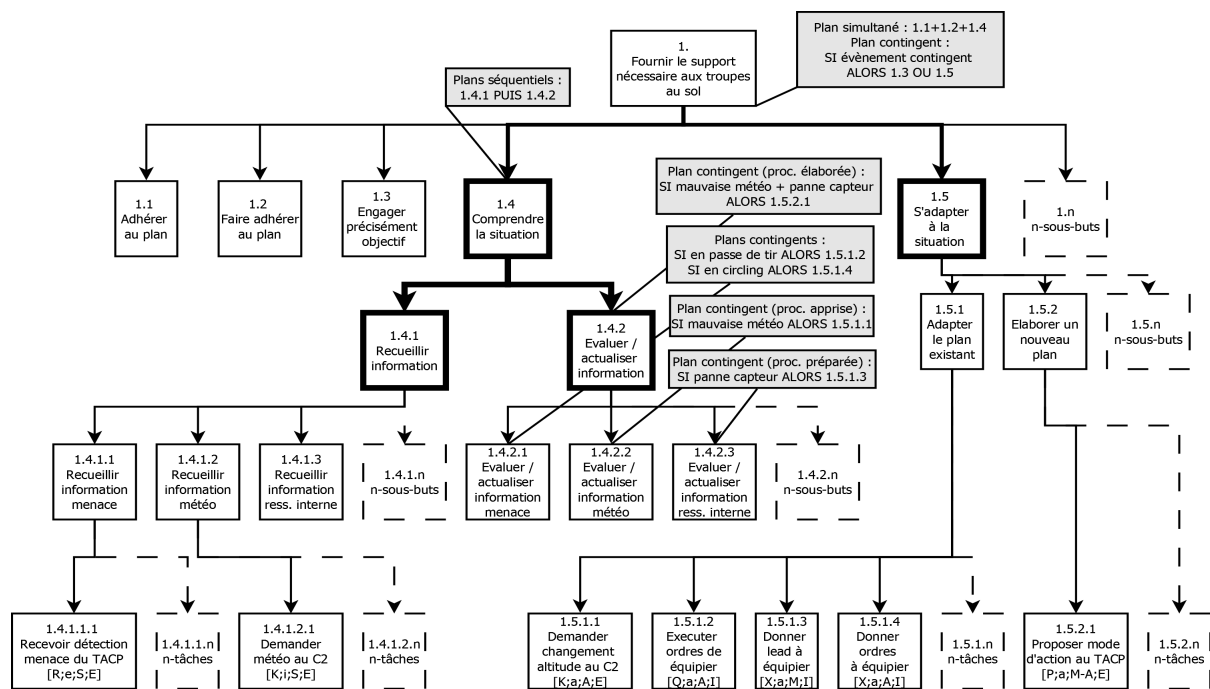 Plan simultané : 1.1+1.2+1.4
Plan contingent :
SI évènement contingent
ALORS 1.3 OU 1.5
1.
Fournir le support
nécessaire aux troupes
au sol
Plans séquentiels :
1.4.1 PUIS 1.4.2
1.1
Adhérer
au plan
1.2
Faire adhérer
au plan
1.3
Engager
précisément
objectif
1.4
Comprendre
la situation
Plan contingent (proc. élaborée) :
SI mauvaise météo + panne capteur
ALORS 1.5.2.1
1.5
S'adapter
à la
situation
1.n
n-sous-buts
Plans contingents :
SI en passe de tir ALORS 1.5.1.2
SI en circling ALORS 1.5.1.4
Plan contingent (proc. apprise) :
SI mauvaise météo ALORS 1.5.1.1
Plan contingent (proc. préparée) :
SI panne capteur ALORS 1.5.1.3
1.4.1
Recueillir
information
1.4.2
Evaluer /
actualiser
information
1.5.1
Adapter
le plan
existant
1.5.2
Elaborer un
nouveau
plan
1.5.n
n-sous-buts
1.4.1.1
Recueillir
information
menace
1.4.1.2
Recueillir
information
météo
1.4.1.3
Recueillir
information
ress. interne
1.4.1.n
n-sous-buts
1.4.2.1
Evaluer /
actualiser
information
menace
1.4.2.2
Evaluer /
actualiser
information
météo
1.4.2.3
Evaluer /
actualiser
information
ress. interne
1.4.2.n
n-sous-buts
1.4.1.1.1
Recevoir détection
menace du TACP
[R;e;S;E]
1.4.1.1.n
n-tâches
1.4.1.2.1
Demander
météo au C2
[K;i;S;E]
1.4.1.2.n
n-tâches
1.5.1.1
Demander
changement
altitude au C2
[K;a;A;E]
1.5.1.2
Executer
ordres de
équipier
[Q;a;A;I]
1.5.1.3
Donner
lead à
équipier
[X;a;M;I]
1.5.1.4
Donner
ordres
à équipier
[X;a;A;I]
1.5.1.n
n-tâches
1.5.2.1
Proposer mode
d'action au TACP
[P;a;M-A;E]
1.5.2.n
n-tâches